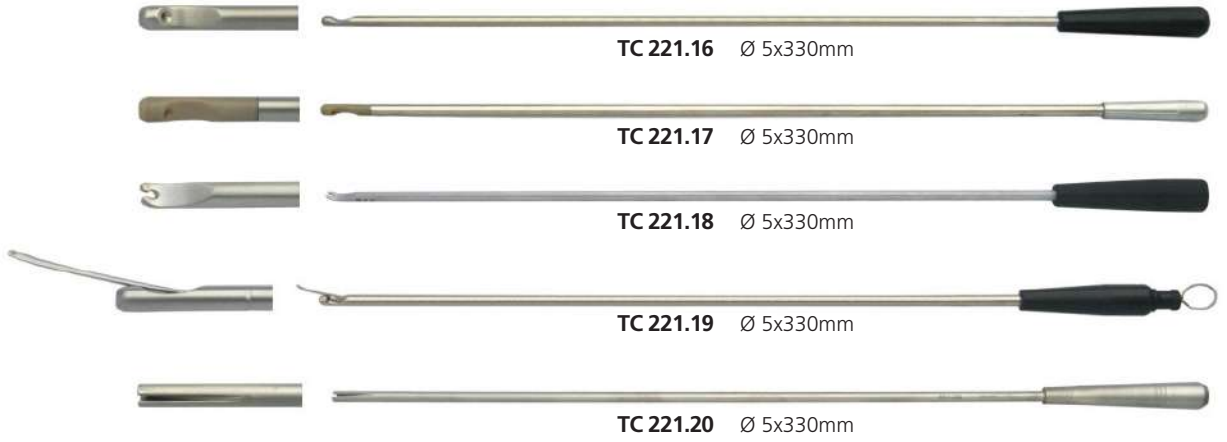 TC 221.16 Ø 5x330mm
TC 221.17 Ø 5x330mm
TC 221.18 Ø 5x330mm
TC 221.19 Ø 5x330mm
TC 221.20 Ø 5x330mm